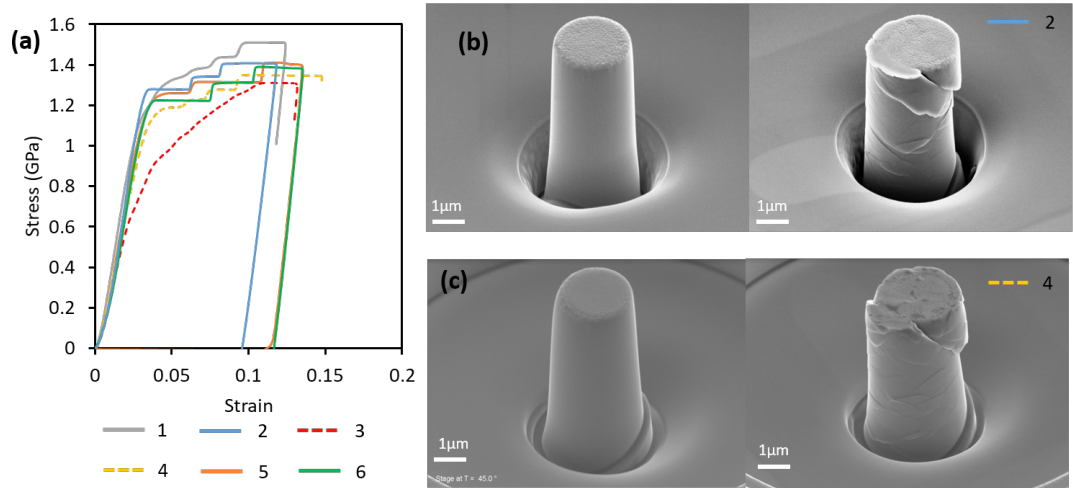 (a)
1.6
1.4
1.2
1
0.8
0.6
0.4
0.2
0
Stress (GPa)
0 0.05 0.1 0.15 0.2
Strain
1 2 3
4 5 6
(b)
1µm
2
1µm
(c)
1µm
Stage at T = 45.0 °
4
1µm